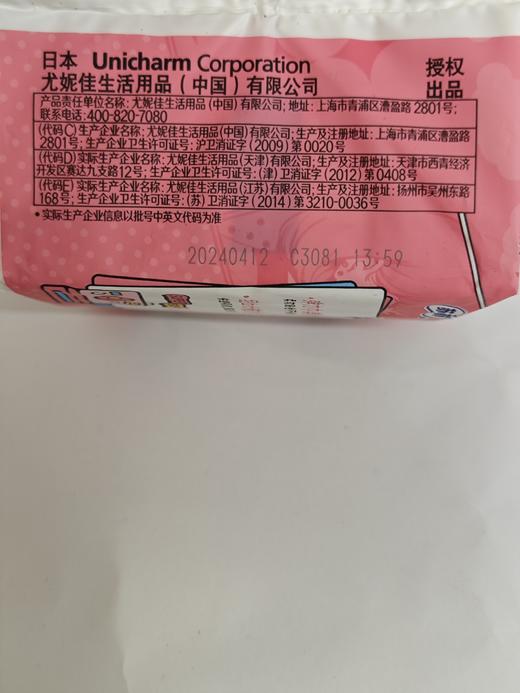 日本 Unicharm Corporation 授权
尤妮佳生活用品（中国）有限公司 出品
产品责任单位名称: 尤妮佳生活用品(中国)有限公司; 地址: 上海市青浦区漕盈路2801号;
联系电话:400-820-7080
(代码C) 生产企业名称: 尤妮佳生活用品(中国)有限公司; 生产及注册地址: 上海市青浦区漕盈路
2801号; 生产企业卫生许可证号: 沪卫消证字 (2009) 第0020号
(代码D) 实际生产企业名称: 尤妮佳生活用品(天津)有限公司; 生产及注册地址: 天津市西青经济
开发区赛达九支路12号; 生产企业卫生许可证号: (津) 卫消证字 (2012) 第0408号
(代码E) 实际生产企业名称: 尤妮佳生活用品(江苏)有限公司; 生产及注册地址: 扬州市吴州东路
168号; 生产企业卫生许可证号: (苏) 卫消证字 (2014) 第3210-0036号
• 实际生产企业信息以批号中英文代码为准
20240412 C3081 13:59